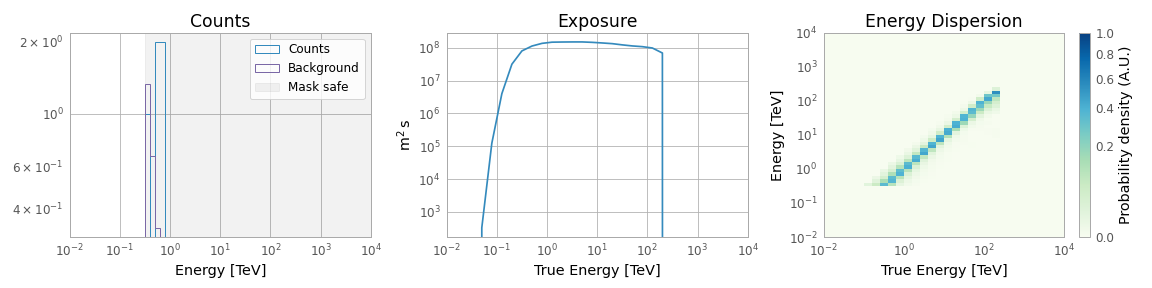 Counts
2 × 10⁰
10⁰
6 × 10⁻¹
4 × 10⁻¹
Counts
Background
Mask safe
10⁻² 10⁻¹ 10⁰ 10¹ 10² 10³ 10⁴
Energy [TeV]
Exposure
m² s
10⁸
10⁷
10⁶
10⁵
10⁴
10³
10⁻² 10⁻¹ 10⁰ 10¹ 10² 10³ 10⁴
True Energy [TeV]
Energy Dispersion
Energy [TeV]
10⁴
10³
10²
10¹
10⁰
10⁻¹
10⁻²
10⁻² 10⁰ 10² 10⁴
True Energy [TeV]
1.0
0.8
0.6
0.4
0.2
0.0
Probability density (A.U.)